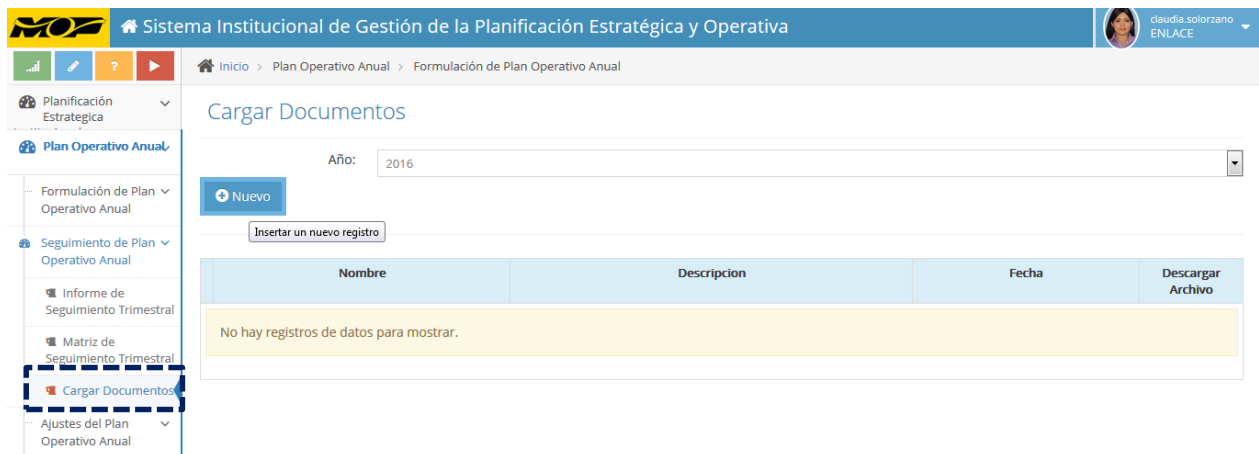 MOP Sistema Institucional de Gestión de la Planificación Estratégica y Operativa
claudia.solorzano
ENLACE
?
Inicio > Plan Operativo Anual > Formulación de Plan Operativo Anual
Planificación
Estrategica
Plan Operativo Anual
Formulación de Plan
Operativo Anual
Seguimiento de Plan
Operativo Anual
Informe de
Seguimiento Trimestral
Matriz de
Seguimiento Trimestral
Cargar Documentos
Ajustes del Plan
Operativo Anual
Cargar Documentos
Año:
2016
Nuevo
Insertar un nuevo registro
Nombre Descripcion Fecha Descargar
Archivo
No hay registros de datos para mostrar.